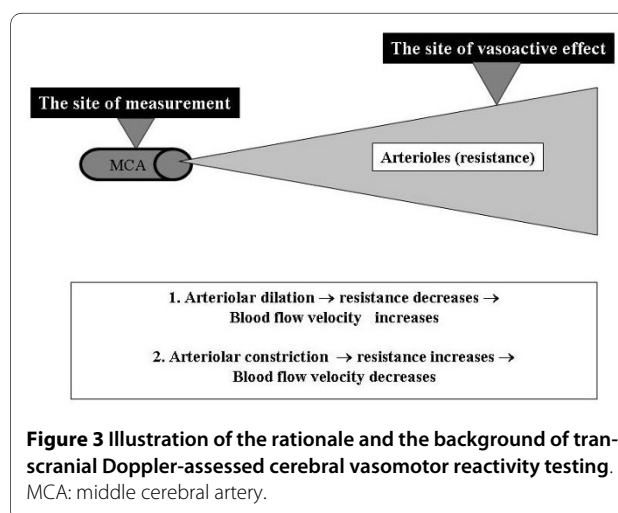 The site of vasoactive effect
The site of measurement
MCA
Arterioles (resistance)
1. Arteriolar dilation → resistance decreases →
Blood flow velocity increases
2. Arteriolar constriction → resistance increases →
Blood flow velocity decreases
Figure 3 Illustration of the rationale and the background of tran-
scranial Doppler-assessed cerebral vasomotor reactivity testing.
MCA: middle cerebral artery.